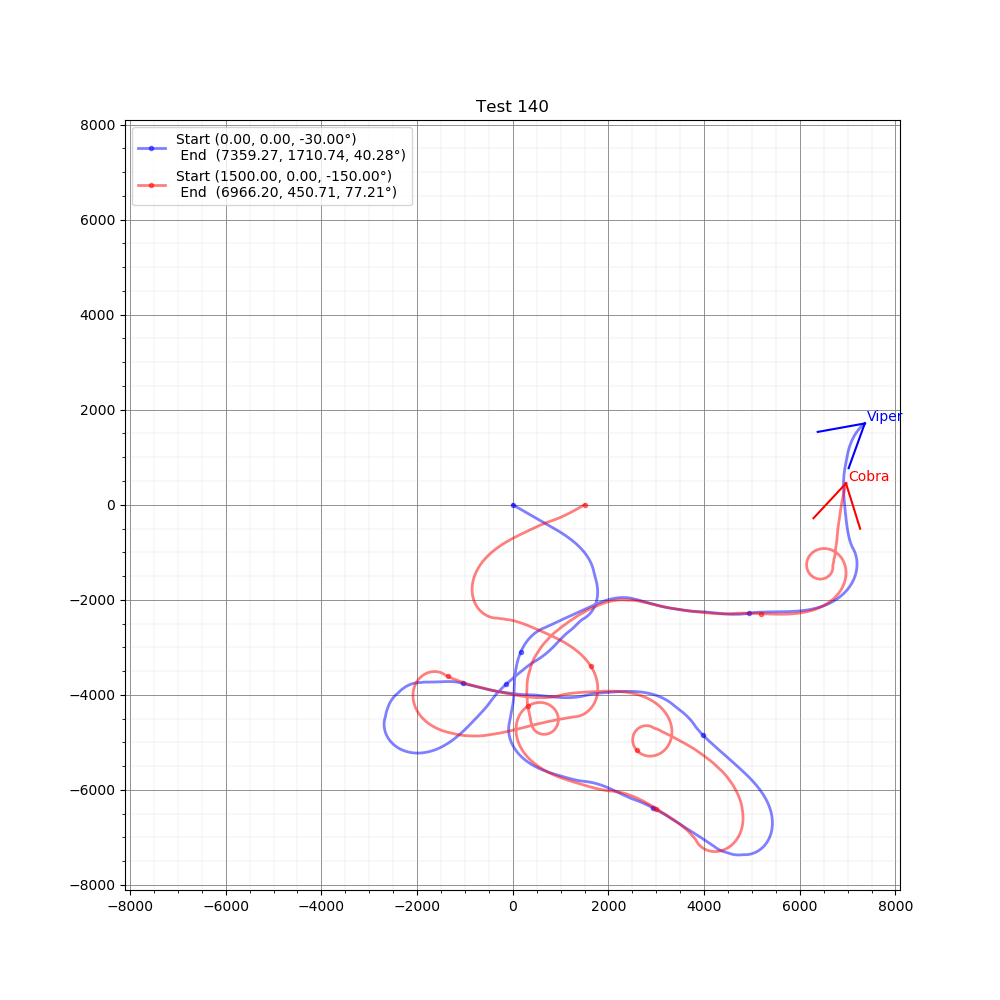 Test 140
Start (0.00, 0.00, -30.00°)
End (7359.27, 1710.74, 40.28°)
Start (1500.00, 0.00, -150.00°)
End (6966.20, 450.71, 77.21°)
8000
6000
4000
2000
0
−2000
−4000
−6000
−8000
Viper
Cobra
−8000 −6000 −4000 −2000 0 2000 4000 6000 8000